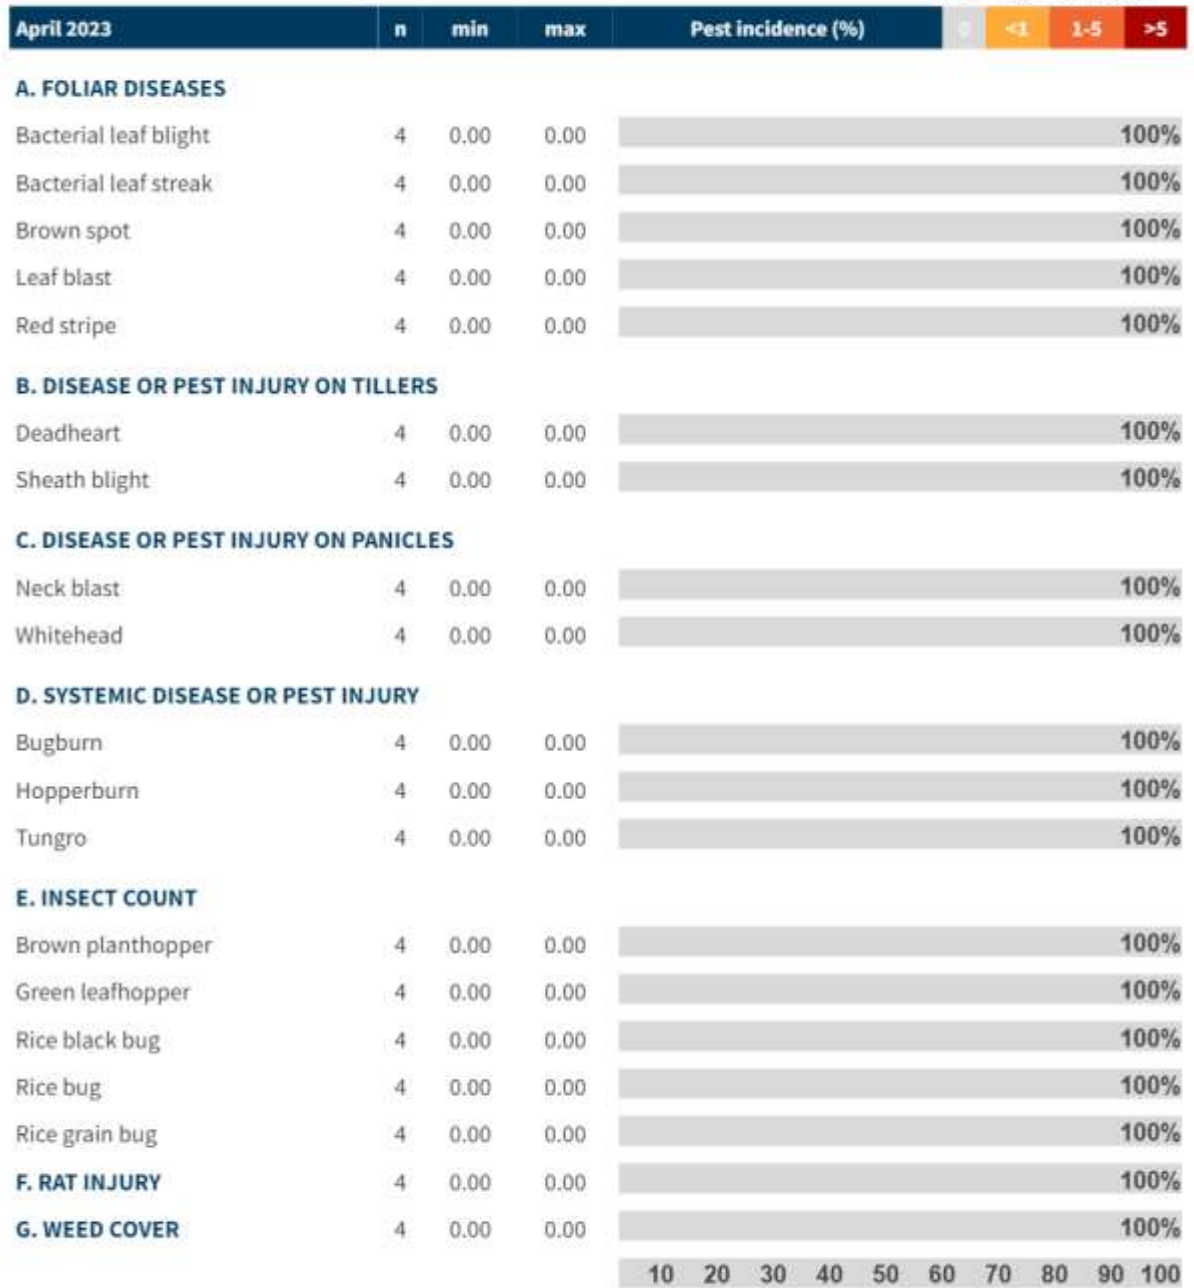 April 2023 n min max Pest incidence (%) 0 <1 1-5 >5
A. FOLIAR DISEASES
Bacterial leaf blight 4 0.00 0.00 100%
Bacterial leaf streak 4 0.00 0.00 100%
Brown spot 4 0.00 0.00 100%
Leaf blast 4 0.00 0.00 100%
Red stripe 4 0.00 0.00 100%
B. DISEASE OR PEST INJURY ON TILLERS
Deadheart 4 0.00 0.00 100%
Sheath blight 4 0.00 0.00 100%
C. DISEASE OR PEST INJURY ON PANICLES
Neck blast 4 0.00 0.00 100%
Whitehead 4 0.00 0.00 100%
D. SYSTEMIC DISEASE OR PEST INJURY
Bugburn 4 0.00 0.00 100%
Hopperburn 4 0.00 0.00 100%
Tungro 4 0.00 0.00 100%
E. INSECT COUNT
Brown planthopper 4 0.00 0.00 100%
Green leafhopper 4 0.00 0.00 100%
Rice black bug 4 0.00 0.00 100%
Rice bug 4 0.00 0.00 100%
Rice grain bug 4 0.00 0.00 100%
F. RAT INJURY 4 0.00 0.00 100%
G. WEED COVER 4 0.00 0.00 100%
10 20 30 40 50 60 70 80 90 100